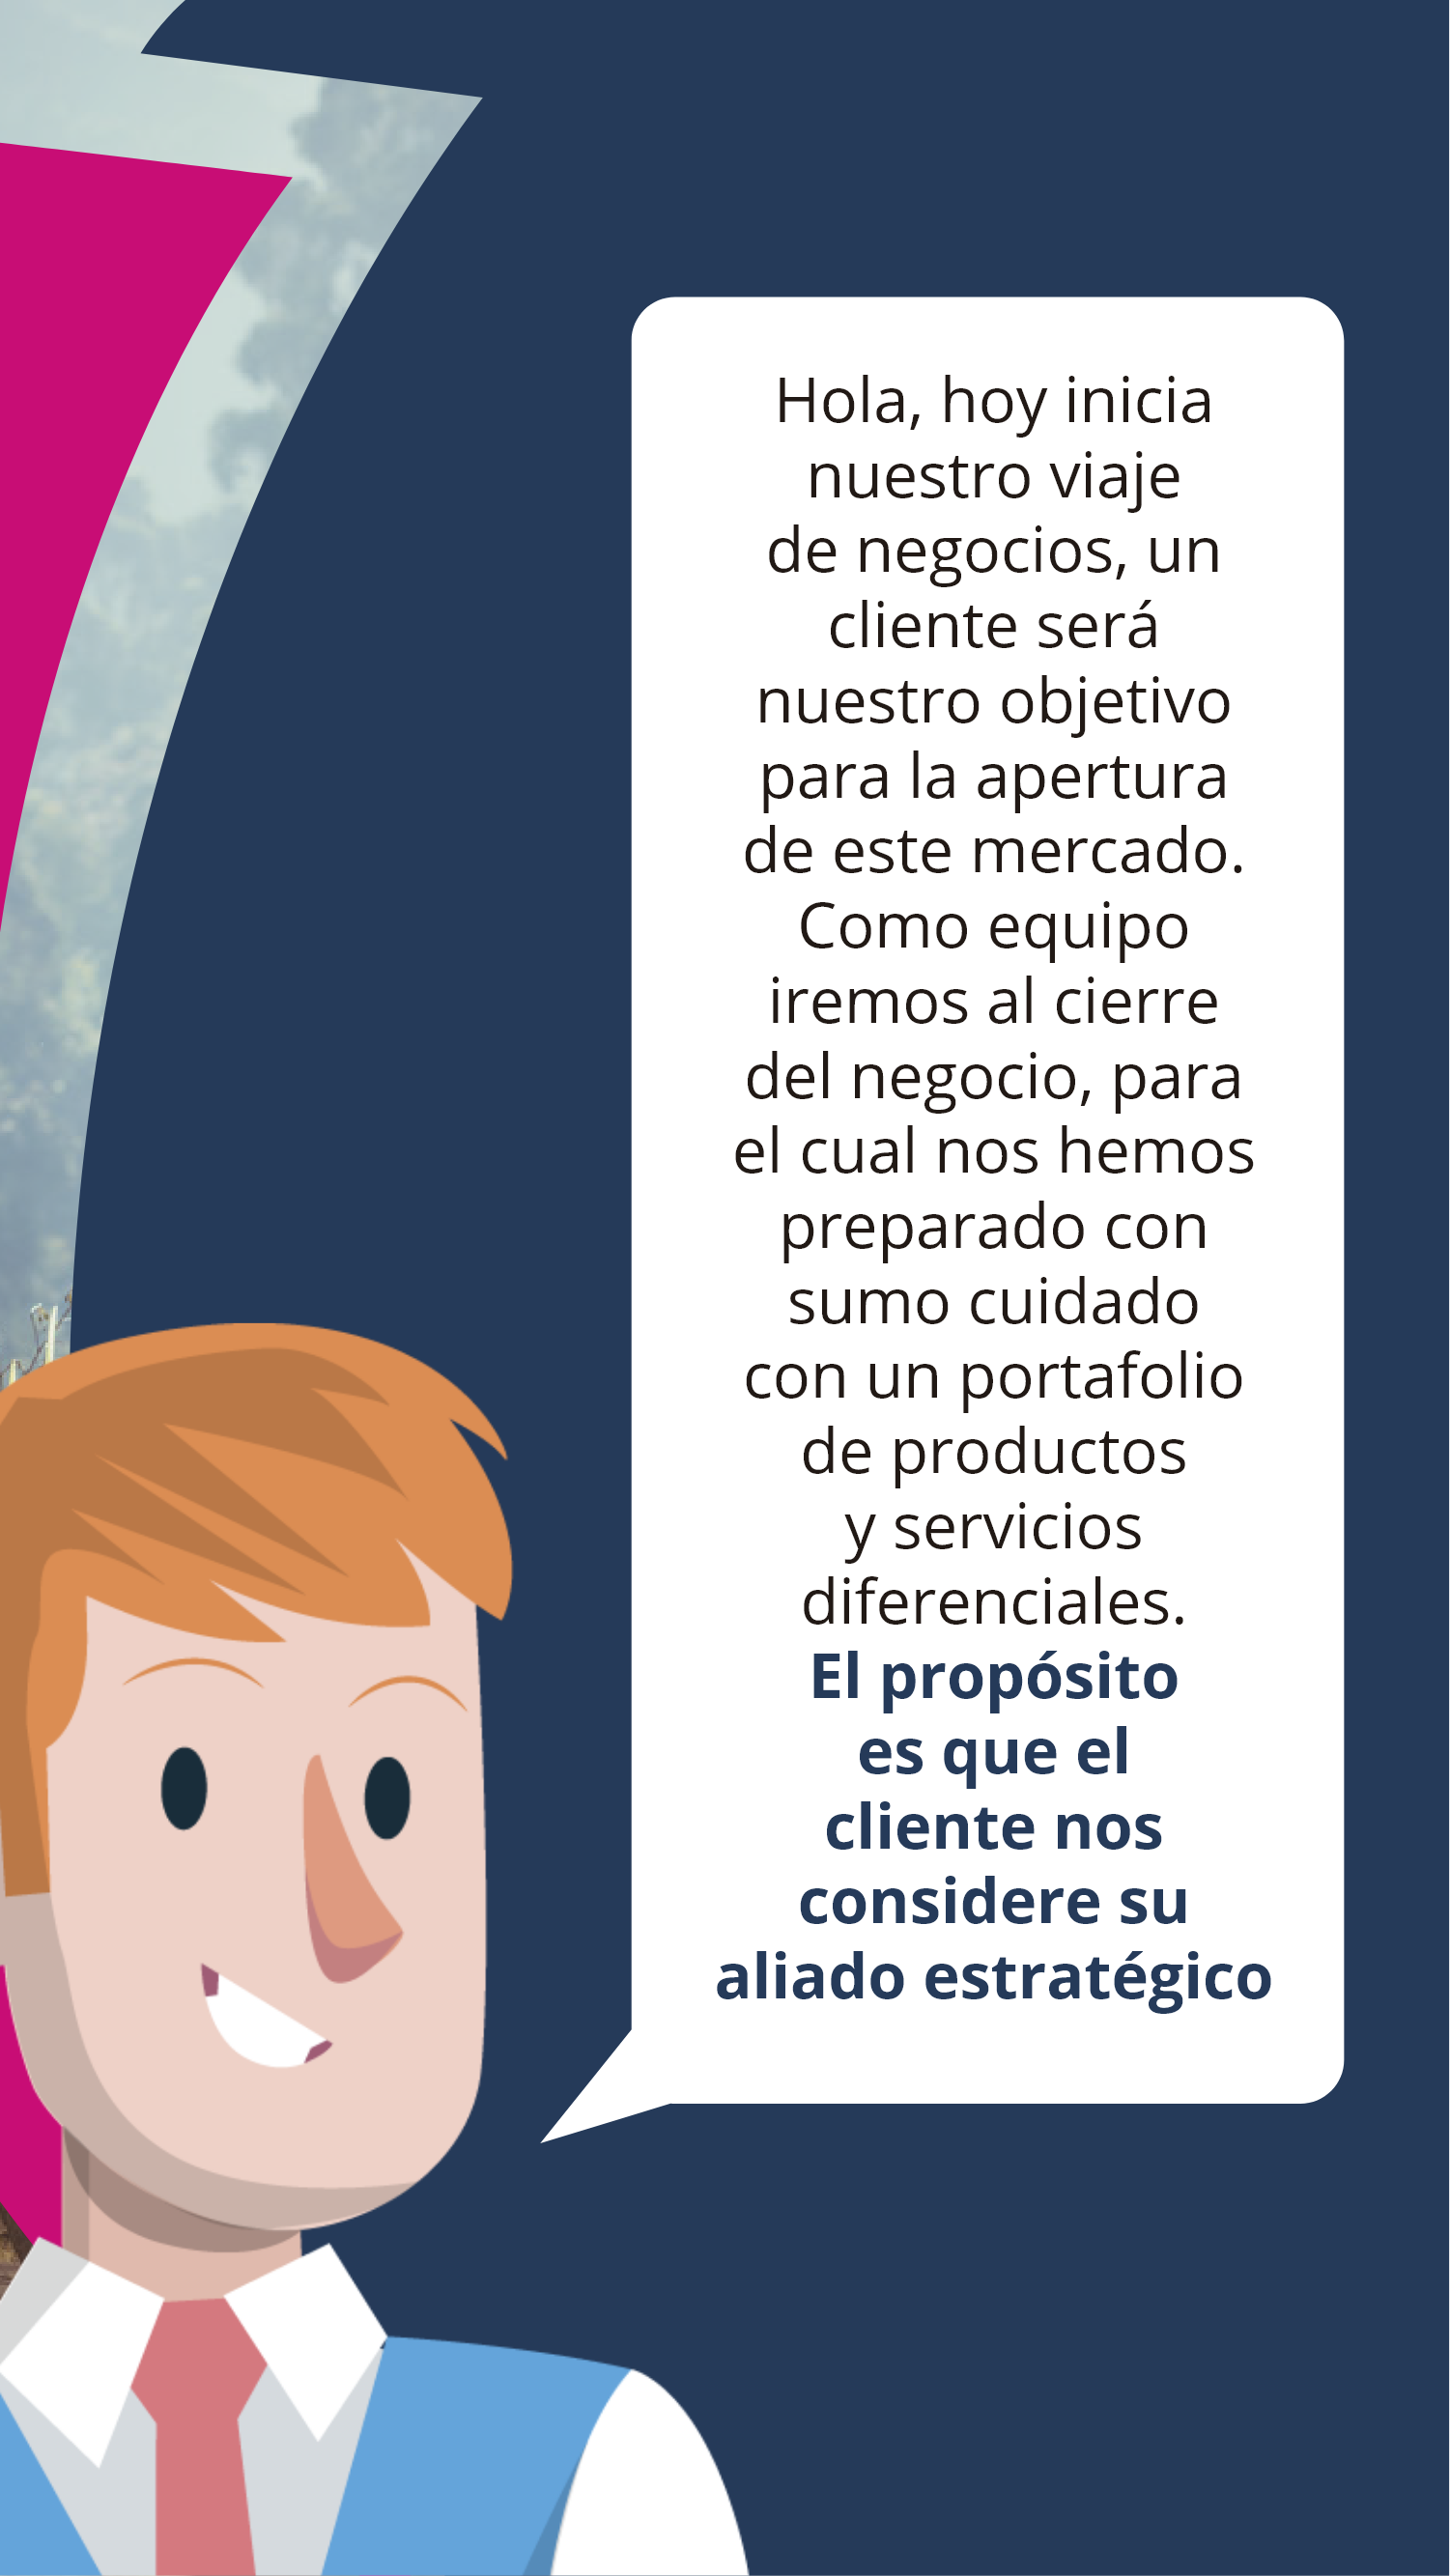 Hola, hoy inicia
nuestro viaje
de negocios, un
cliente será
nuestro objetivo
para la apertura
de este mercado.
Como equipo
iremos al cierre
del negocio, para
el cual nos hemos
preparado con
sumo cuidado
con un portafolio
de productos
y servicios
diferenciales.
El propósito
es que el
cliente nos
considere su
aliado estratégico